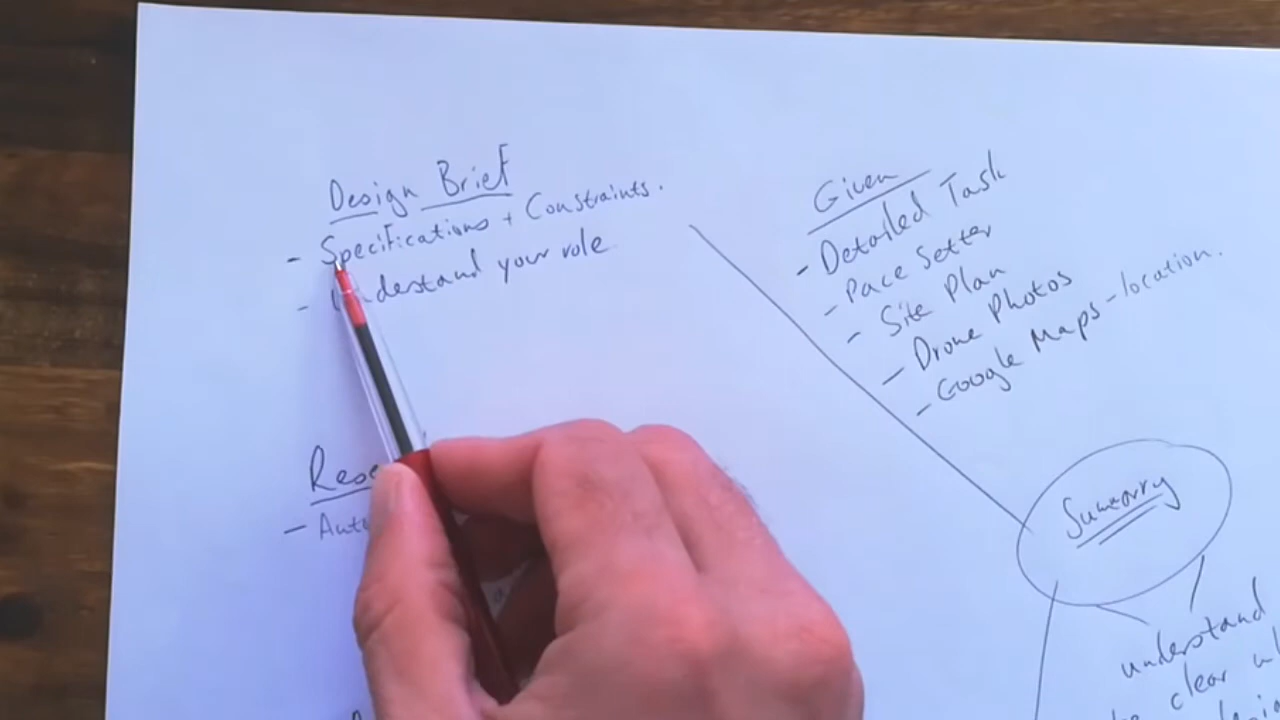 Design Brief
- Specifications + Constraints.
- Understand your role
Given
- Detailed Task
- Pace Setter
- Site Plan
- Drone Photos
- Google Maps - location.
Summary
understand
clear